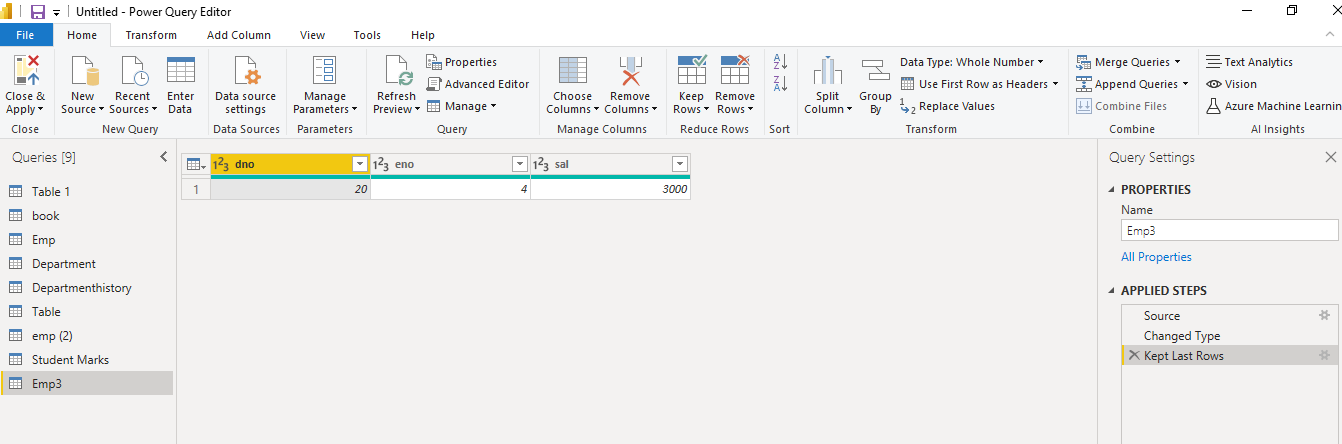 Untitled - Power Query Editor
File Home Transform Add Column View Tools Help
Close & Apply
New Source
Recent Sources
Enter Data
Data source settings
Manage Parameters
Refresh Preview
Properties
Advanced Editor
Manage
Choose Columns
Remove Columns
Keep Rows
Remove Rows
A
Z
Z
A
Split Column
Group By
Data Type: Whole Number
Use First Row as Headers
1
2
Replace Values
Merge Queries
Append Queries
Combine Files
Text Analytics
Vision
Azure Machine Learnin
Close
New Query
Data Sources
Parameters
Query
Manage Columns
Reduce Rows
Sort
Transform
Combine
AI Insights
Queries [9]
Table 1
book
Emp
Department
Departmenthistory
Table
emp (2)
Student Marks
Emp3
123 dno 123 eno 123 sal
1 20 4 3000
Query Settings
PROPERTIES
Name
Emp3
All Properties
APPLIED STEPS
Source
Changed Type
Kept Last Rows